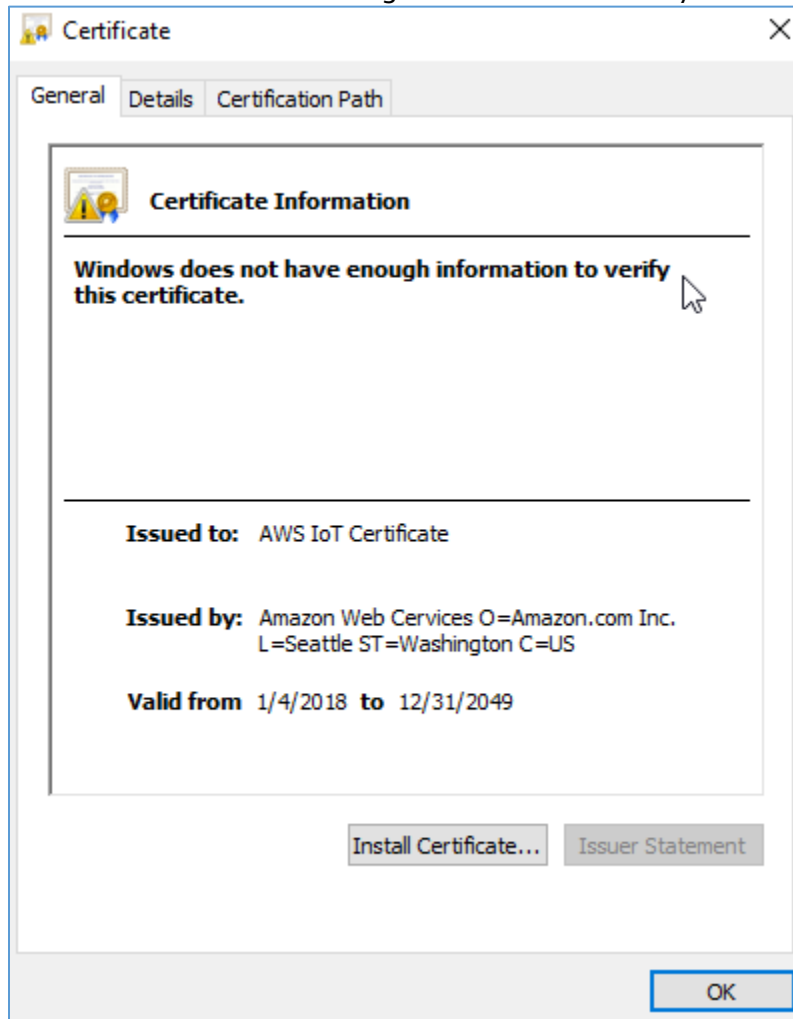 Certificate
General Details Certification Path
Certificate Information
Windows does not have enough information to verify
this certificate.
Issued to: AWS IoT Certificate
Issued by: Amazon Web Cervices O=Amazon.com Inc.
L=Seattle ST=Washington C=US
Valid from 1/4/2018 to 12/31/2049
Install Certificate... Issuer Statement
OK